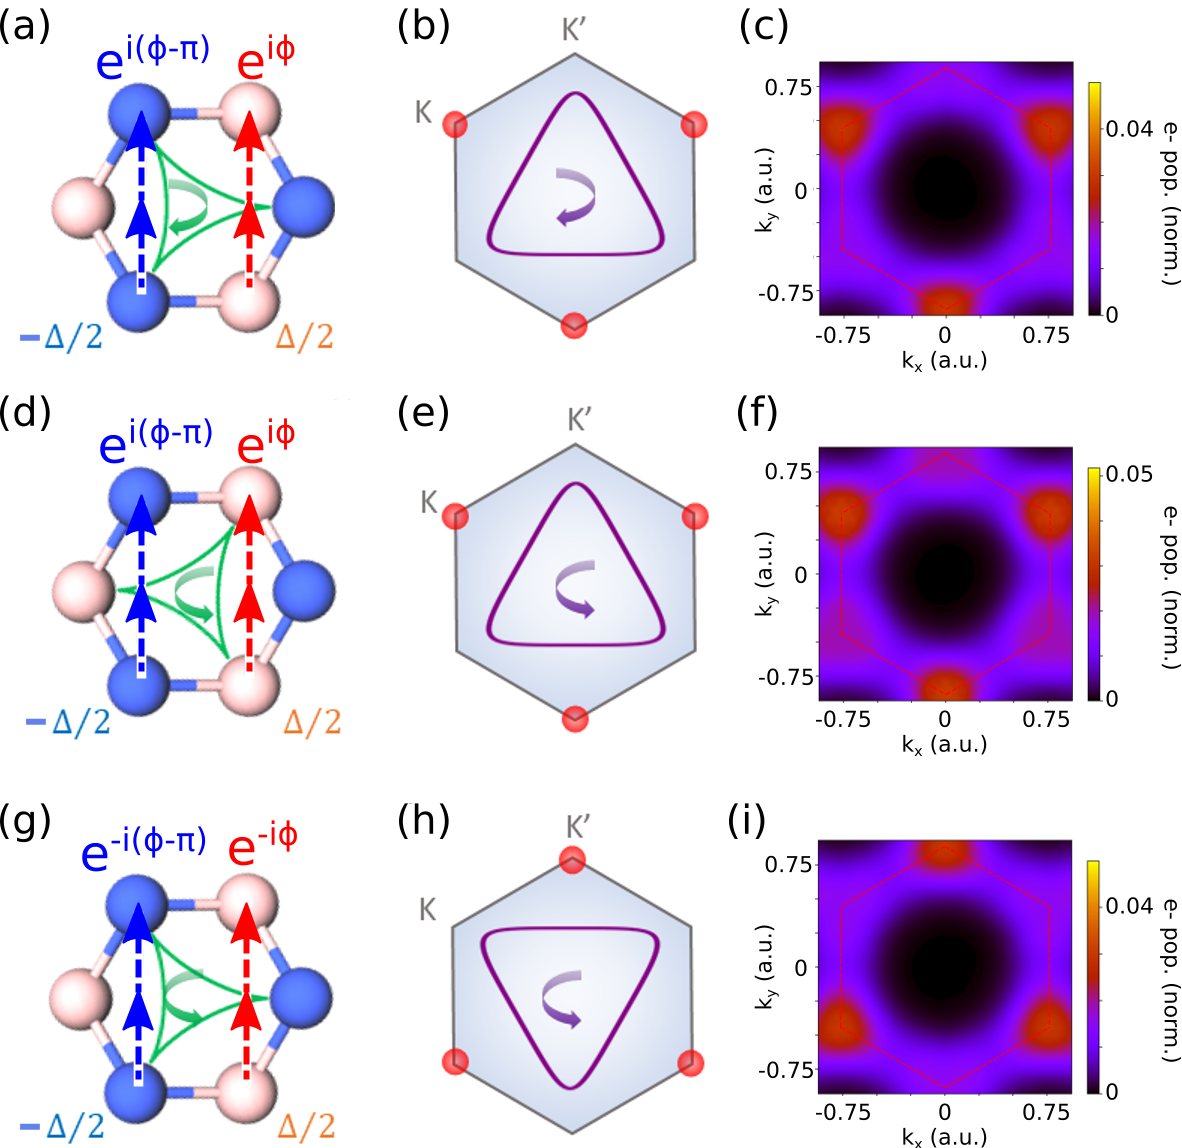 (a)
e^i(ϕ-π)
e^iϕ
−Δ/2
Δ/2
(b)
K'
K
(c)
0.75
0
-0.75
k_y (a.u.)
-0.75
0
0.75
k_x (a.u.)
0.04
0
e- pop. (norm.)
(d)
e^i(ϕ-π)
e^iϕ
−Δ/2
Δ/2
(e)
K'
K
(f)
0.75
0
-0.75
k_y (a.u.)
-0.75
0
0.75
k_x (a.u.)
0.05
0
e- pop. (norm.)
(g)
e^-i(ϕ-π)
e^-iϕ
−Δ/2
Δ/2
(h)
K'
K
(i)
0.75
0
-0.75
k_y (a.u.)
-0.75
0
0.75
k_x (a.u.)
0.04
0
e- pop. (norm.)